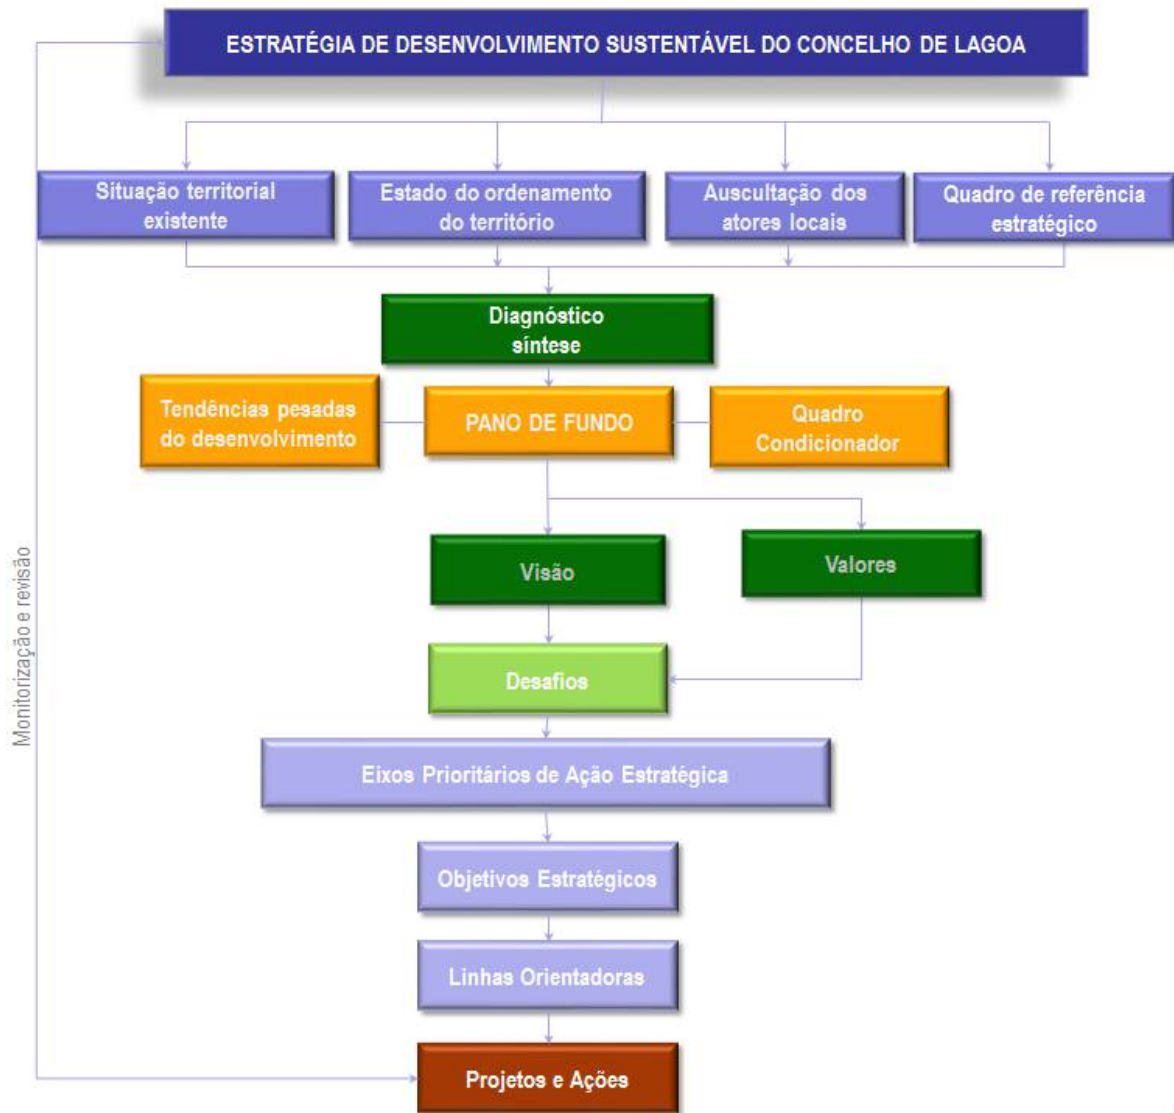 ESTRATÉGIA DE DESENVOLVIMENTO SUSTENTÁVEL DO CONCELHO DE LAGOA
Situação territorial
existente
Estado do ordenamento
do território
Auscultação dos
atores locais
Quadro de referência
estratégico
Diagnóstico
síntese
Tendências pesadas
do desenvolvimento
PANO DE FUNDO
Quadro
Condicionador
Visão
Valores
Desafios
Eixos Prioritários de Ação Estratégica
Objetivos Estratégicos
Linhas Orientadoras
Projetos e Ações
Monitorização e revisão